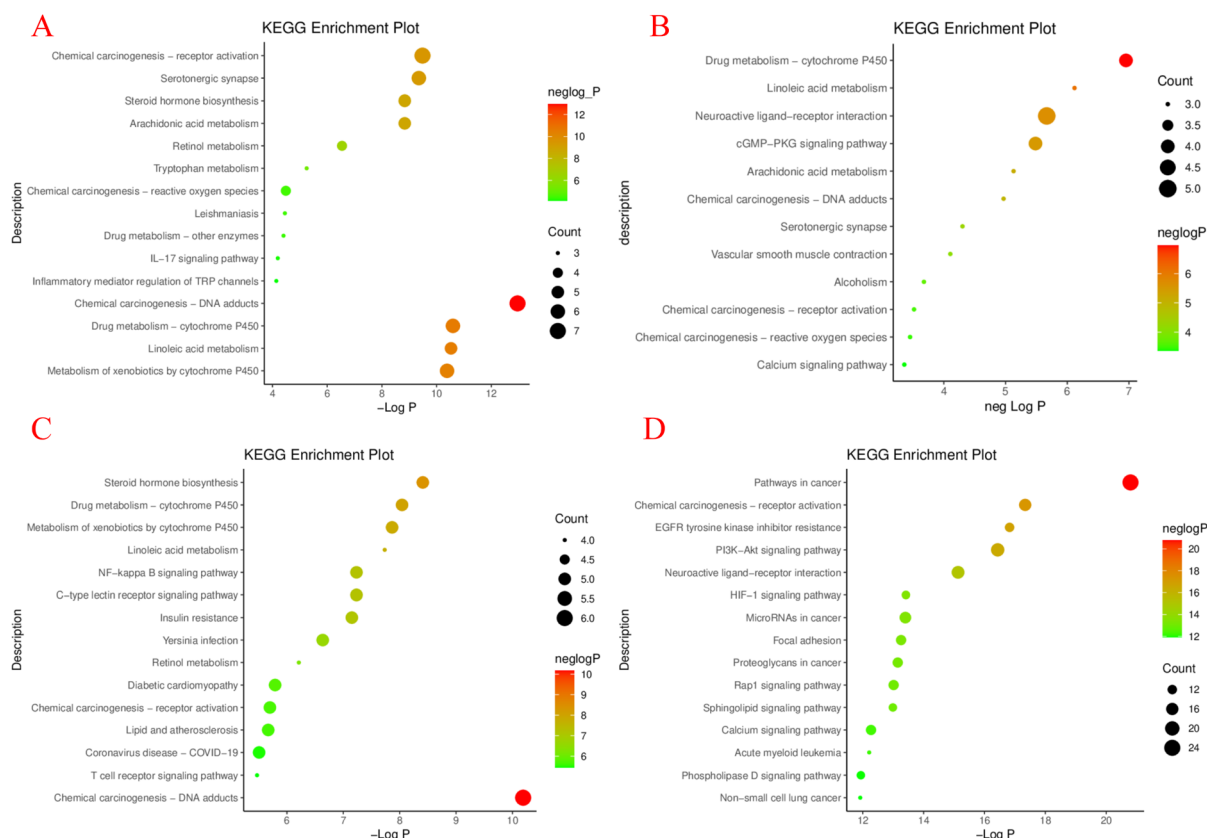 A
KEGG Enrichment Plot
Description
Chemical carcinogenesis − receptor activation
Serotonergic synapse
Steroid hormone biosynthesis
Arachidonic acid metabolism
Retinol metabolism
Tryptophan metabolism
Chemical carcinogenesis − reactive oxygen species
Leishmaniasis
Drug metabolism − other enzymes
IL−17 signaling pathway
Inflammatory mediator regulation of TRP channels
Chemical carcinogenesis − DNA adducts
Drug metabolism − cytochrome P450
Linoleic acid metabolism
Metabolism of xenobiotics by cytochrome P450
4 6 8 10 12
−Log P
neglog_P
12
10
8
6
Count
3
4
5
6
7
B
KEGG Enrichment Plot
description
Drug metabolism − cytochrome P450
Linoleic acid metabolism
Neuroactive ligand−receptor interaction
cGMP−PKG signaling pathway
Arachidonic acid metabolism
Chemical carcinogenesis − DNA adducts
Serotonergic synapse
Vascular smooth muscle contraction
Alcoholism
Chemical carcinogenesis − receptor activation
Chemical carcinogenesis − reactive oxygen species
Calcium signaling pathway
4 5 6 7
neg Log P
Count
3.0
3.5
4.0
4.5
5.0
neglogP
6
5
4
C
KEGG Enrichment Plot
Description
Steroid hormone biosynthesis
Drug metabolism − cytochrome P450
Metabolism of xenobiotics by cytochrome P450
Linoleic acid metabolism
NF−kappa B signaling pathway
C−type lectin receptor signaling pathway
Insulin resistance
Yersinia infection
Retinol metabolism
Diabetic cardiomyopathy
Chemical carcinogenesis − receptor activation
Lipid and atherosclerosis
Coronavirus disease − COVID−19
T cell receptor signaling pathway
Chemical carcinogenesis − DNA adducts
6 7 8 9 10
−Log P
Count
4.0
4.5
5.0
5.5
6.0
neglogP
10
9
8
7
6
D
KEGG Enrichment Plot
Description
Pathways in cancer
Chemical carcinogenesis − receptor activation
EGFR tyrosine kinase inhibitor resistance
PI3K−Akt signaling pathway
Neuroactive ligand−receptor interaction
HIF−1 signaling pathway
MicroRNAs in cancer
Focal adhesion
Proteoglycans in cancer
Rap1 signaling pathway
Sphingolipid signaling pathway
Calcium signaling pathway
Acute myeloid leukemia
Phospholipase D signaling pathway
Non−small cell lung cancer
12 14 16 18 20
−Log P
neglogP
20
18
16
14
12
Count
12
16
20
24